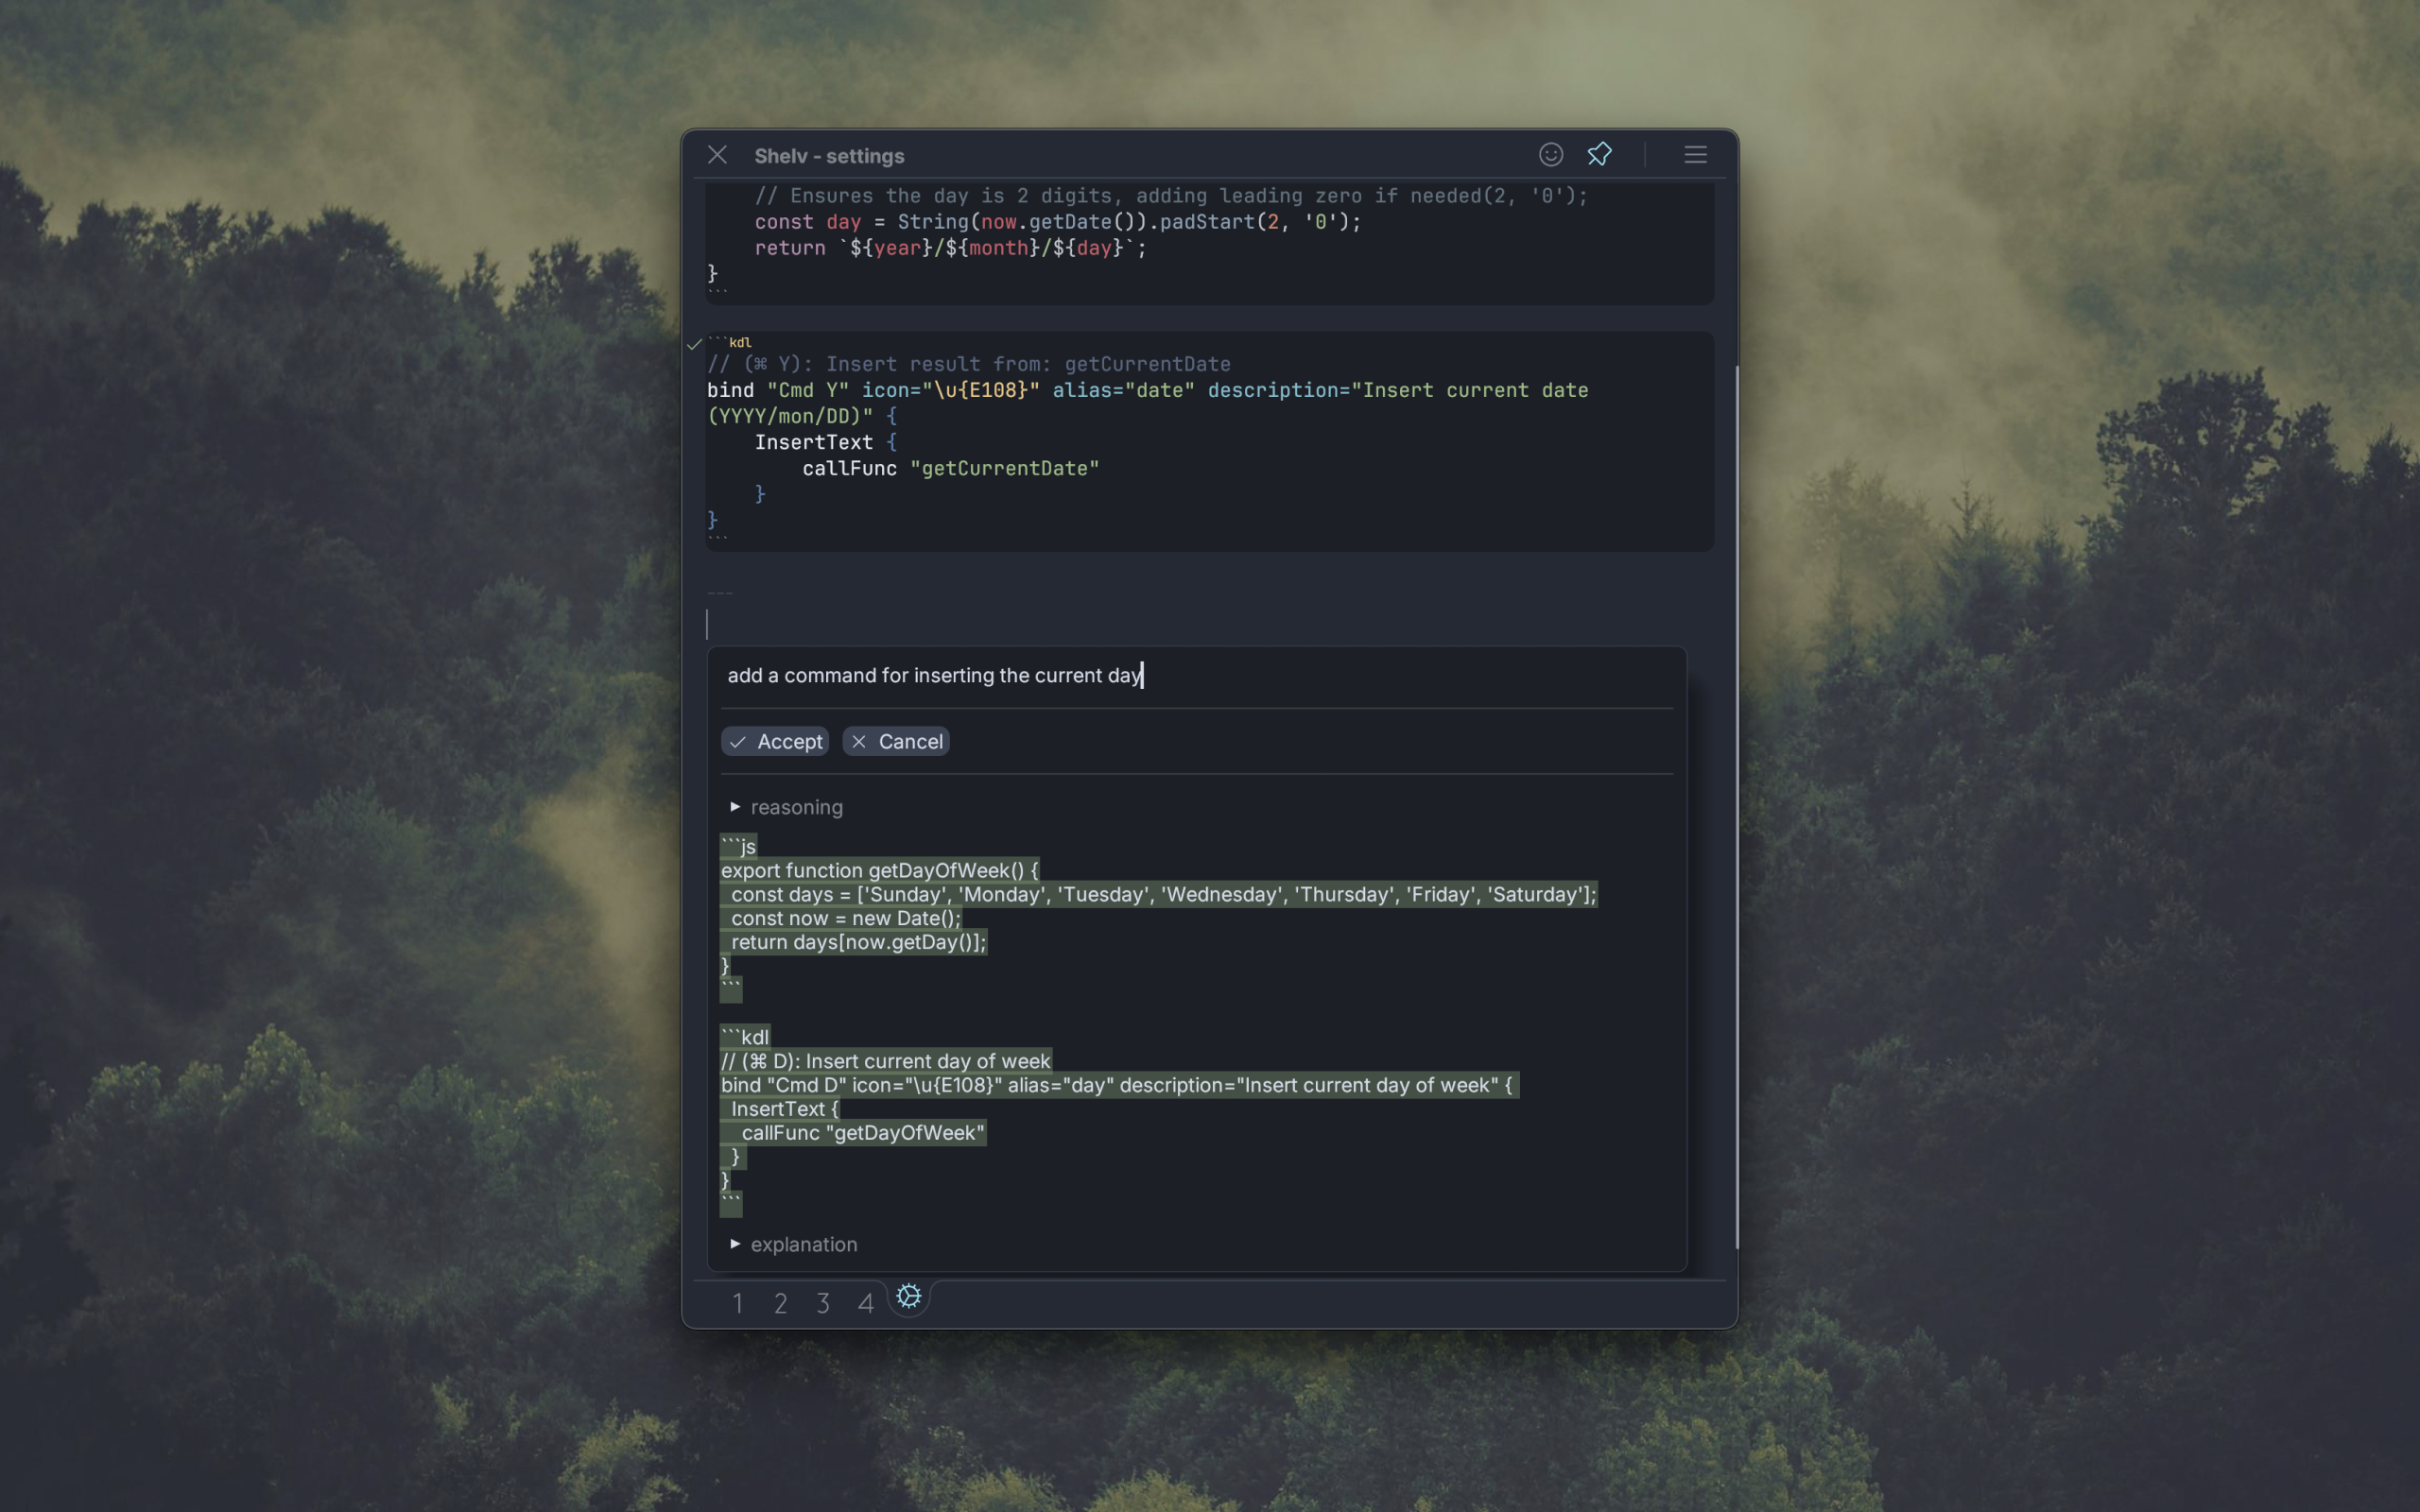 Shelv - settings
// Ensures the day is 2 digits, adding leading zero if needed(2, '0');
const day = String(now.getDate()).padStart(2, '0');
return `${year}/${month}/${day}`;
}
```
```kdl
// (⌘ Y): Insert result from: getCurrentDate
bind "Cmd Y" icon="\u{E108}" alias="date" description="Insert current date
(YYYY/mon/DD)" {
InsertText {
callFunc "getCurrentDate"
}
}
```
---
add a command for inserting the current day
Accept Cancel
reasoning
```js
export function getDayOfWeek() {
const days = ['Sunday', 'Monday', 'Tuesday', 'Wednesday', 'Thursday', 'Friday', 'Saturday'];
const now = new Date();
return days[now.getDay()];
}
```
```kdl
// (⌘ D): Insert current day of week
bind "Cmd D" icon="\u{E108}" alias="day" description="Insert current day of week" {
InsertText {
callFunc "getDayOfWeek"
}
}
```
explanation
1 2 3 4